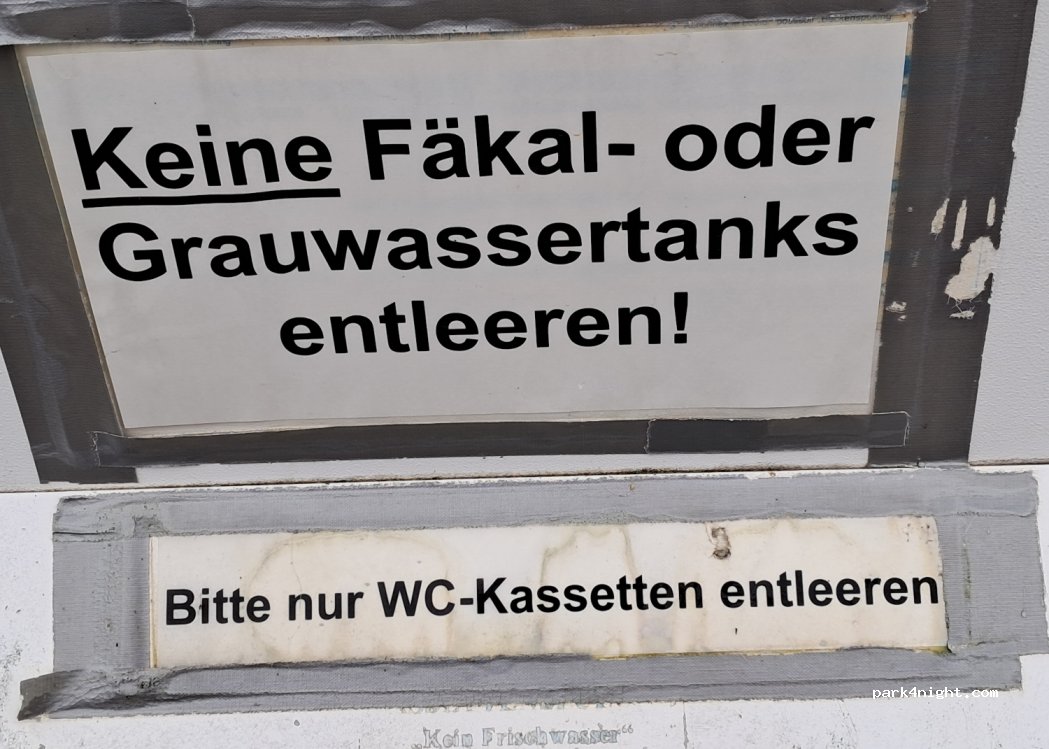 Keine Fäkal- oder
Grauwassertanks
entleeren!
Bitte nur WC-Kassetten entleeren
park4night.com
„Kein Frischwasser“